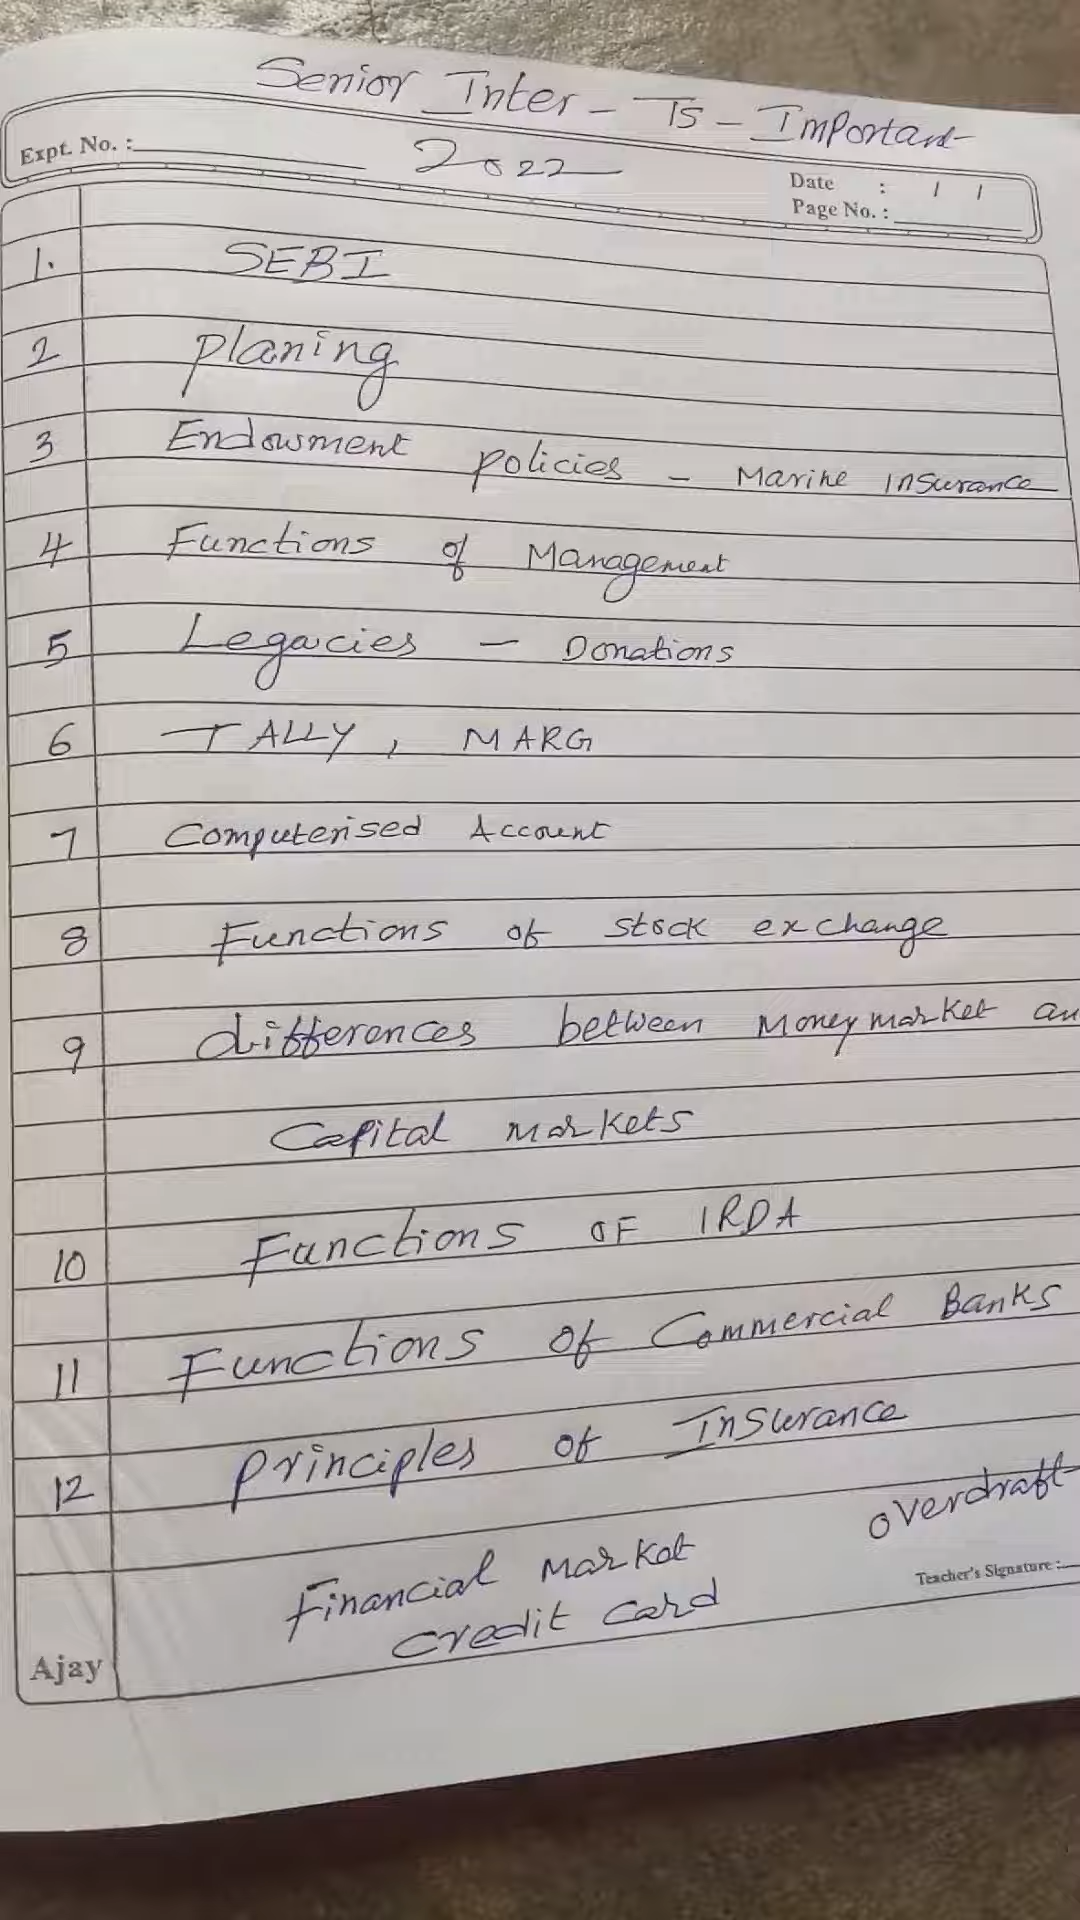 Senior Inter - TS - Important
2022
Expt. No. :
Date : / /
Page No. :
1. SEBI
2 Planing
3 Endowment policies - Marine insurance
4 Functions of Management
5 Legacies - Donations
6 TALLY, MARG
7 Computerised Account
8 Functions of stock exchange
9 differences between Money market an
Capital markets
10 Functions OF IRDA
11 Functions of Commercial Banks
12 principles of Insurance
overdraft
Financial market
credit card
Teacher's Signature :
Ajay